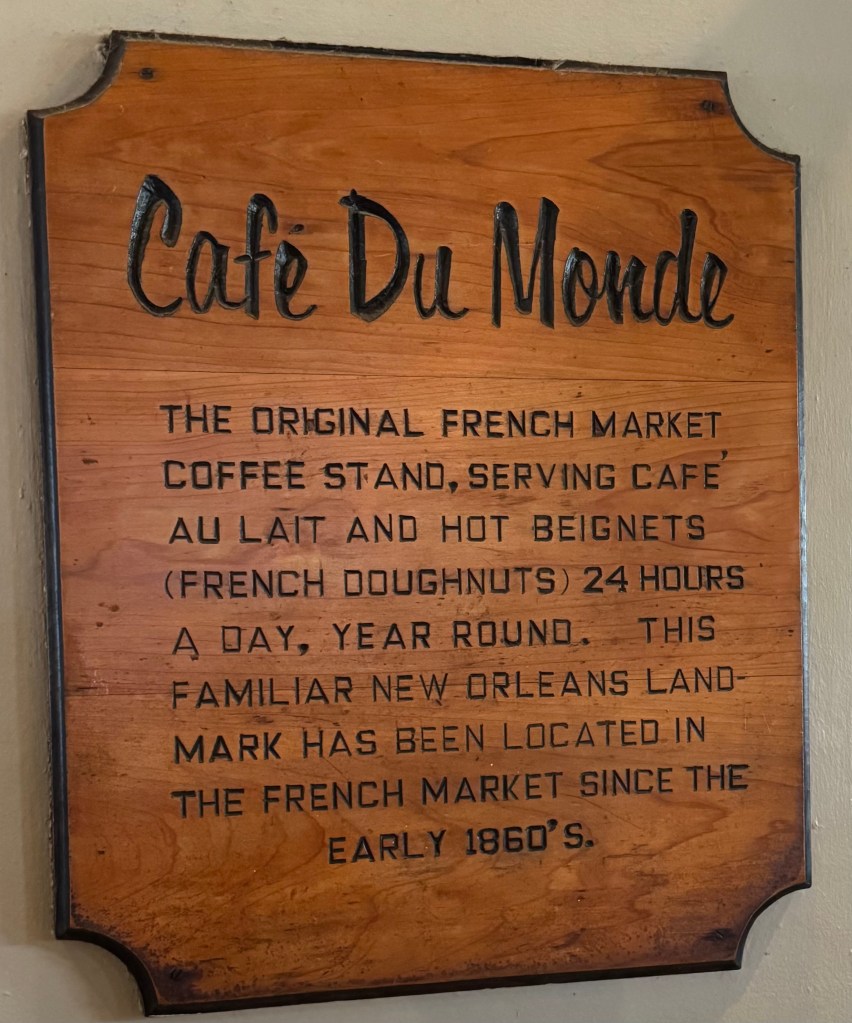 Café Du Monde
THE ORIGINAL FRENCH MARKET
COFFEE STAND, SERVING CAFÉ
AU LAIT AND HOT BEIGNETS
(FRENCH DOUGHNUTS) 24 HOURS
A DAY, YEAR ROUND. THIS
FAMILIAR NEW ORLEANS LAND-
MARK HAS BEEN LOCATED IN
THE FRENCH MARKET SINCE THE
EARLY 1860'S.